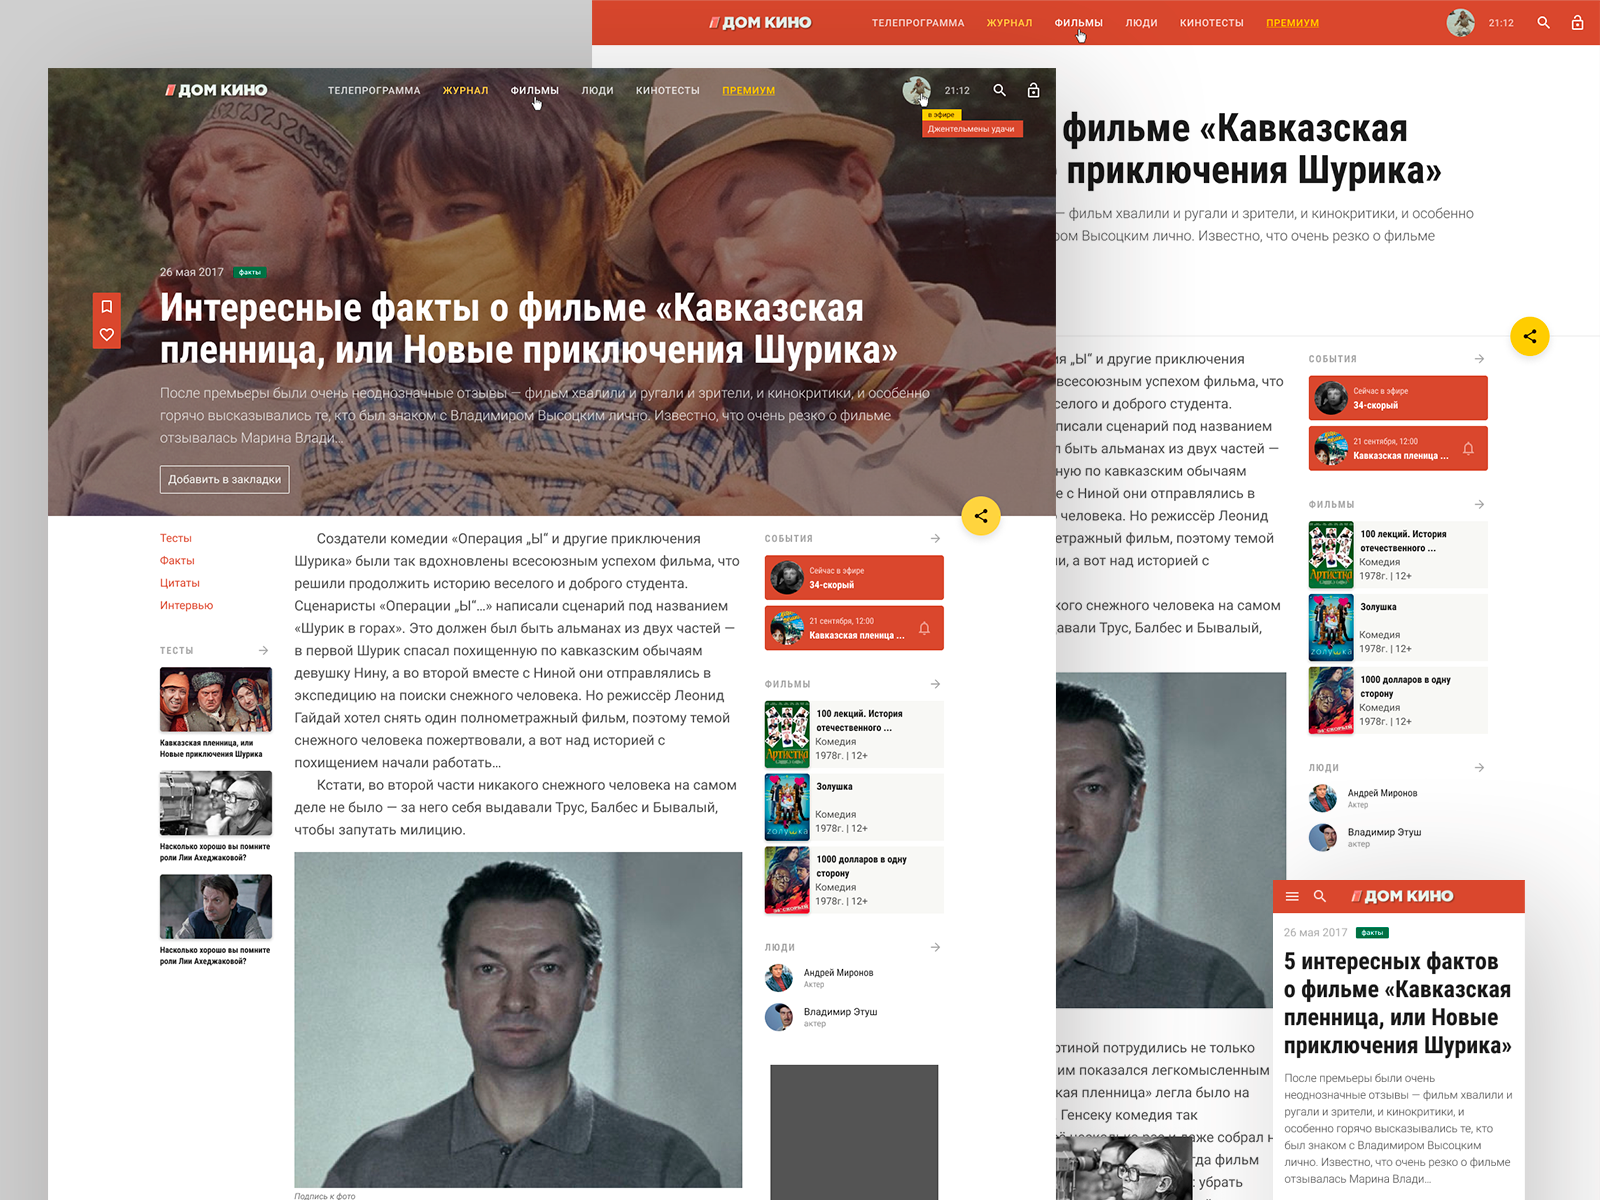 ДОМ КИНО
ТЕЛЕПРОГРАММА ЖУРНАЛ ФИЛЬМЫ ЛЮДИ КИНОТЕСТЫ ПРЕМИУМ
21:12
ДОМ КИНО
ТЕЛЕПРОГРАММА ЖУРНАЛ ФИЛЬМЫ ЛЮДИ КИНОТЕСТЫ ПРЕМИУМ
21:12
в эфире
Джентельмены удачи
26 мая 2017 факты
Интересные факты о фильме «Кавказская
пленница, или Новые приключения Шурика»
После премьеры были очень неоднозначные отзывы — фильм хвалили и ругали и зрители, и кинокритики, и особенно
горячо высказывались те, кто был знаком с Владимиром Высоцким лично. Известно, что очень резко о фильме
отзывалась Марина Влади...
Добавить в закладки
Тесты
Факты
Цитаты
Интервью
ТЕСТЫ
Кавказская пленница, или
Новые приключения Шурика
Насколько хорошо вы помните
роли Лии Ахеджаковой?
Насколько хорошо вы помните
роли Лии Ахеджаковой?
Создатели комедии «Операция „Ы“ и другие приключения
Шурика» были так вдохновлены всесоюзным успехом фильма, что
решили продолжить историю веселого и доброго студента.
Сценаристы «Операции „Ы“...» написали сценарий под названием
«Шурик в горах». Это должен был быть альманах из двух частей —
в первой Шурик спасал похищенную по кавказским обычаям
девушку Нину, а во второй вместе с Ниной они отправлялись в
экспедицию на поиски снежного человека. Но режиссёр Леонид
Гайдай хотел снять один полнометражный фильм, поэтому темой
снежного человека пожертвовали, а вот над историей с
похищением начали работать...
Кстати, во второй части никакого снежного человека на самом
деле не было — за него себя выдавали Трус, Балбес и Бывалый,
чтобы запутать милицию.
Подпись к фото
СОБЫТИЯ
Сейчас в эфире
34-скорый
21 сентября, 12:00
Кавказская пленица ...
ФИЛЬМЫ
Артистка
100 лекций. История
отечественного ...
Комедия
1978г. | 12+
золушка
Золушка
Комедия
1978г. | 12+
1000 долларов в одну
сторону
Комедия
1978г. | 12+
ЛЮДИ
Андрей Миронов
Актер
Владимир Этуш
актер
фильме «Кавказская
приключения Шурика»
— фильм хвалили и ругали и зрители, и кинокритики, и особенно
ром Высоцким лично. Известно, что очень резко о фильме
ия „Ы“ и другие приключения
всесоюзным успехом фильма, что
селого и доброго студента.
писали сценарий под названием
л быть альманах из двух частей —
ную по кавказским обычаям
е с Ниной они отправлялись в
человека. Но режиссёр Леонид
етражный фильм, поэтому темой
и, а вот над историей с
кого снежного человека на самом
авали Трус, Балбес и Бывалый,
ртиной потрудились не только
им показался легкомысленным
кая пленница» легла было на
Генсеку комедия так
даже собрал н
гда фильм
убрать
СОБЫТИЯ
Сейчас в эфире
34-скорый
21 сентября, 12:00
Кавказская пленица ...
ФИЛЬМЫ
Артистка
100 лекций. История
отечественного ...
Комедия
1978г. | 12+
золушка
Золушка
Комедия
1978г. | 12+
1000 долларов в одну
сторону
Комедия
1978г. | 12+
ЛЮДИ
Андрей Миронов
Актер
Владимир Этуш
актер
ДОМ КИНО
26 мая 2017 факты
5 интересных фактов
о фильме «Кавказская
пленница, или Новые
приключения Шурика»
После премьеры были очень
неоднозначные отзывы — фильм хвалили и
ругали и зрители, и кинокритики, и
особенно горячо высказывались те, кто
был знаком с Владимиром Высоцким
лично. Известно, что очень резко о фильме
отзывалась Марина Влади...